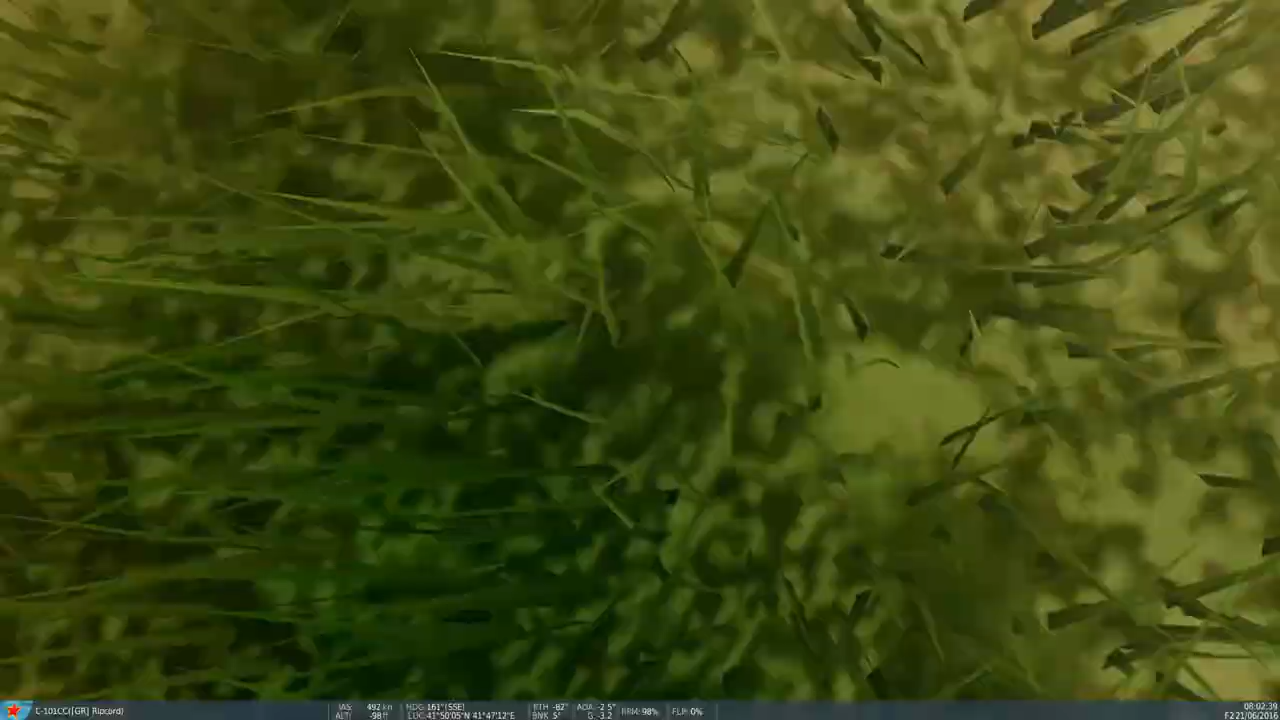 C-101CC([GR] Ripcord)
IAS: 492 kn HDG: 161° (SSE) PTH -82° AOA: -2.5° RPM: 98% FLP: 0% 08:02:39
ALT: -98 ft LOC: 41°50'05"N 41°47'12"E BNK 5° G: -3.2 F2 21/06/2016